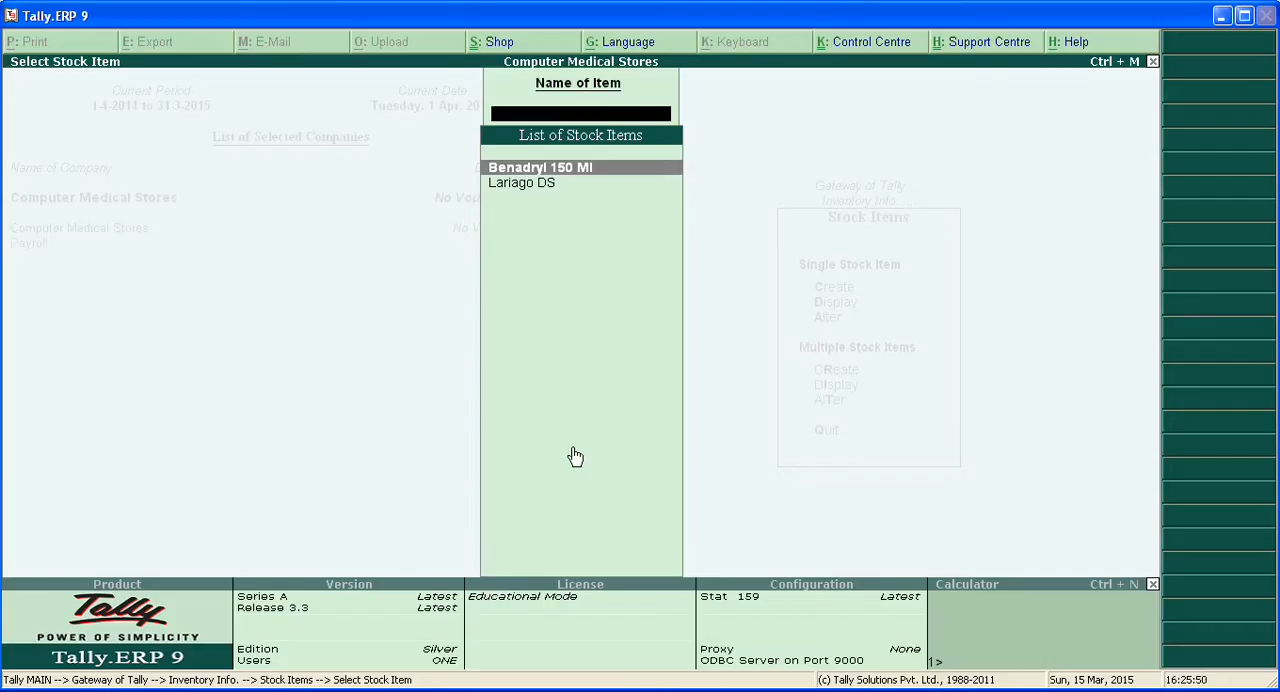 Tally.ERP 9
P: Print
E: Export
M: E-Mail
O: Upload
S: Shop
G: Language
K: Keyboard
K: Control Centre
H: Support Centre
H: Help
Select Stock Item
Computer Medical Stores
Ctrl + M
Current Period
1-4-2014 to 31-3-2015
Current Date
Tuesday, 1 Apr, 20
List of Selected Companies
Name of Company
Computer Medical Stores
No Vou
Computer Medical Stores
No V
Payroll
Name of Item
List of Stock Items
Benadryl 150 Ml
Lariago DS
Gateway of Tally ...
Inventory Info. ...
Stock Items
Single Stock Item
Create
Display
Alter
Multiple Stock Items
CReate
DIsplay
AlTer
Quit
Product
Tally
POWER OF SIMPLICITY
Tally.ERP 9
Version
Series A Latest
Release 3.3 Latest
Edition Silver
Users ONE
License
Educational Mode
Configuration
Stat 159 Latest
Proxy None
ODBC Server on Port 9000
Calculator Ctrl + N
1>
Tally MAIN --> Gateway of Tally --> Inventory Info. --> Stock Items --> Select Stock Item
(c) Tally Solutions Pvt. Ltd., 1988-2011
Sun, 15 Mar, 2015
16:25:50